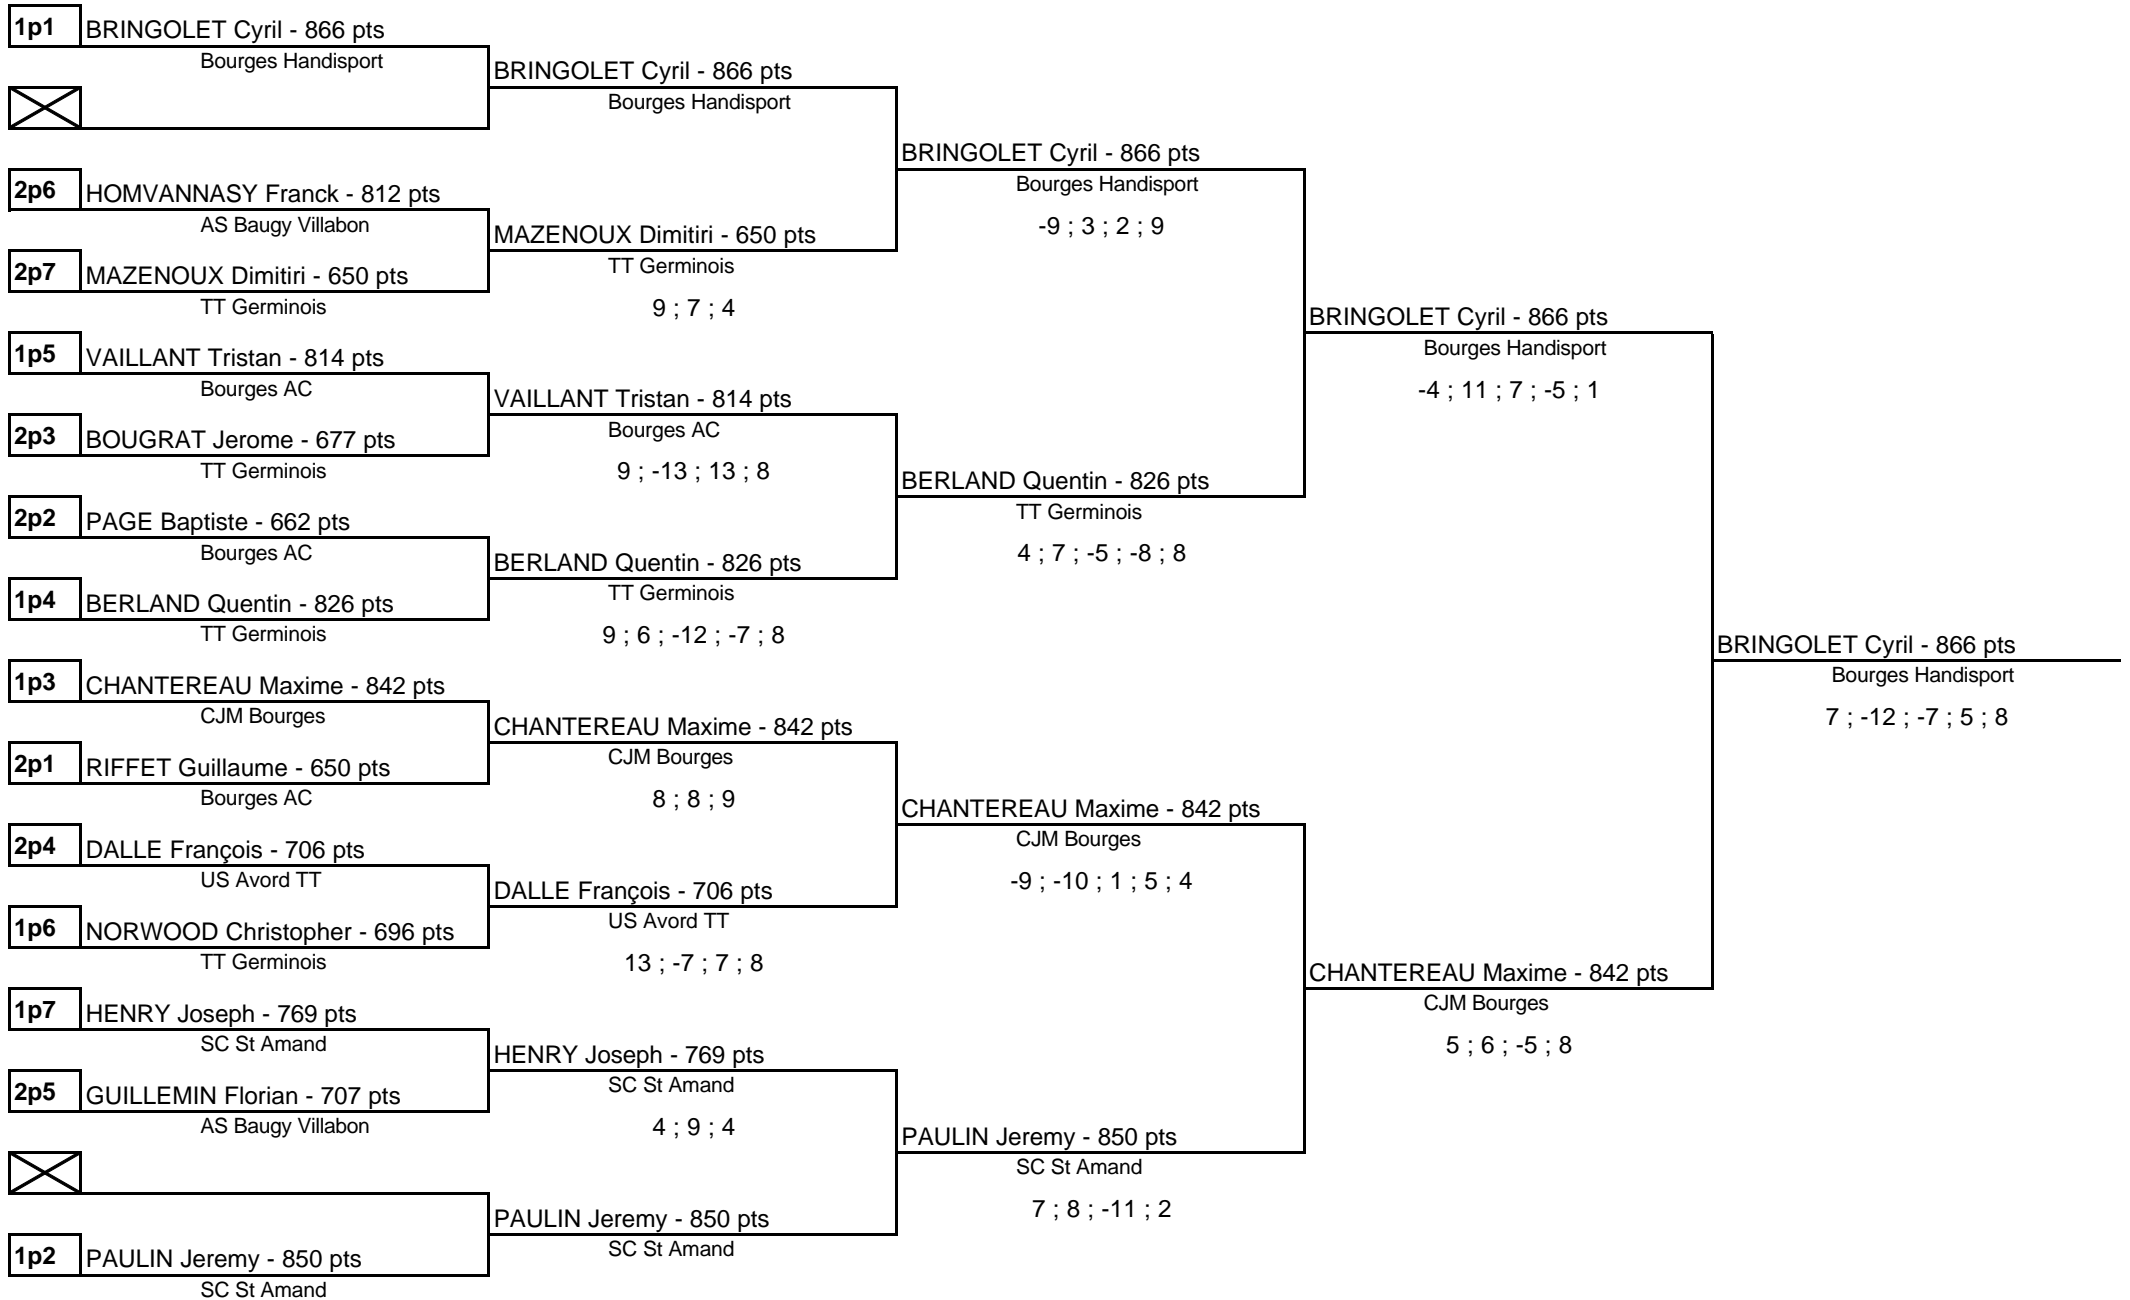 1p1 BRINGOLET Cyril - 866 pts
Bourges Handisport
2p6 HOMVANNASY Franck - 812 pts
AS Baugy Villabon
2p7 MAZENOUX Dimitiri - 650 pts
TT Germinois
1p5 VAILLANT Tristan - 814 pts
Bourges AC
2p3 BOUGRAT Jerome - 677 pts
TT Germinois
2p2 PAGE Baptiste - 662 pts
Bourges AC
1p4 BERLAND Quentin - 826 pts
TT Germinois
1p3 CHANTEREAU Maxime - 842 pts
CJM Bourges
2p1 RIFFET Guillaume - 650 pts
Bourges AC
2p4 DALLE François - 706 pts
US Avord TT
1p6 NORWOOD Christopher - 696 pts
TT Germinois
1p7 HENRY Joseph - 769 pts
SC St Amand
2p5 GUILLEMIN Florian - 707 pts
AS Baugy Villabon
1p2 PAULIN Jeremy - 850 pts
SC St Amand
BRINGOLET Cyril - 866 pts
Bourges Handisport
MAZENOUX Dimitiri - 650 pts
TT Germinois
9 ; 7 ; 4
VAILLANT Tristan - 814 pts
Bourges AC
9 ; -13 ; 13 ; 8
BERLAND Quentin - 826 pts
TT Germinois
9 ; 6 ; -12 ; -7 ; 8
CHANTEREAU Maxime - 842 pts
CJM Bourges
8 ; 8 ; 9
DALLE François - 706 pts
US Avord TT
13 ; -7 ; 7 ; 8
HENRY Joseph - 769 pts
SC St Amand
4 ; 9 ; 4
PAULIN Jeremy - 850 pts
SC St Amand
BRINGOLET Cyril - 866 pts
Bourges Handisport
-9 ; 3 ; 2 ; 9
BERLAND Quentin - 826 pts
TT Germinois
4 ; 7 ; -5 ; -8 ; 8
CHANTEREAU Maxime - 842 pts
CJM Bourges
-9 ; -10 ; 1 ; 5 ; 4
PAULIN Jeremy - 850 pts
SC St Amand
7 ; 8 ; -11 ; 2
BRINGOLET Cyril - 866 pts
Bourges Handisport
-4 ; 11 ; 7 ; -5 ; 1
CHANTEREAU Maxime - 842 pts
CJM Bourges
5 ; 6 ; -5 ; 8
BRINGOLET Cyril - 866 pts
Bourges Handisport
7 ; -12 ; -7 ; 5 ; 8